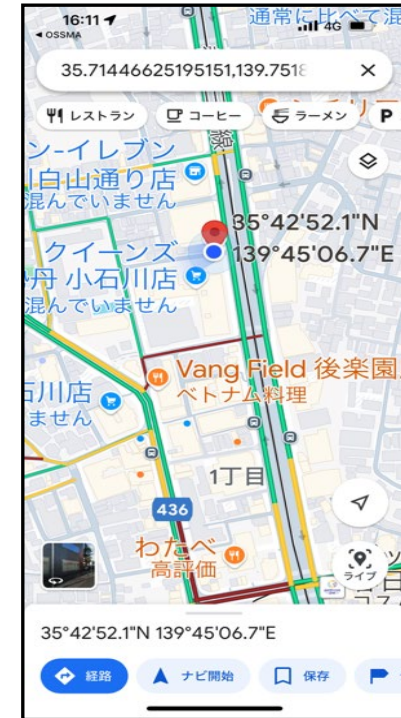 16:11
通常に比べて混
4G
◀ OSSMA
35.71446625195151,139.7518
レストラン
コーヒー
ラーメン
P
線
ン-イレブン
白山通り店
混んでいません
35°42'52.1"N
139°45'06.7"E
クイーンズ
丹 小石川店
混んでいません
Vang Field 後楽園
ベトナム料理
石川店
ません
1丁目
436
わたべ
高評価
ライブ
35°42'52.1"N 139°45'06.7"E
経路
ナビ開始
保存